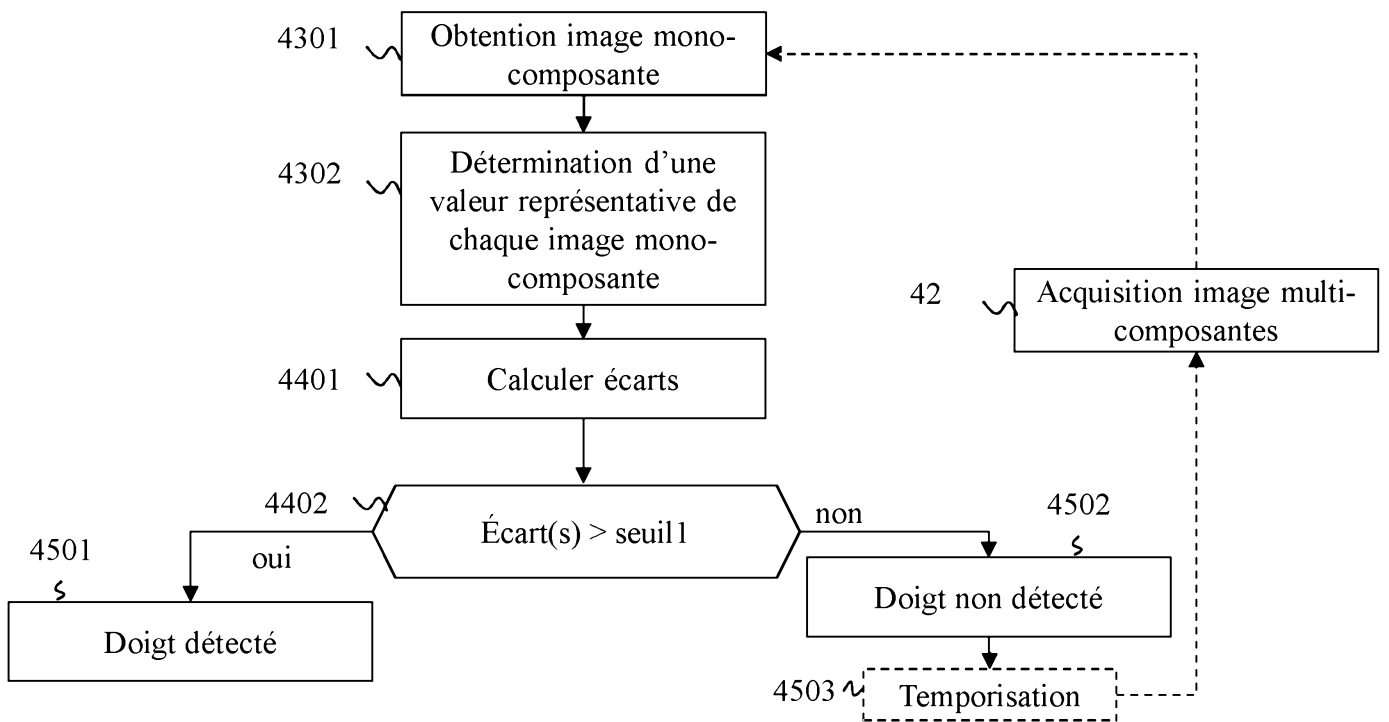 4301
Obtention image mono-
composante
4302
Détermination d’une
valeur représentative de
chaque image mono-
composante
42
Acquisition image multi-
composantes
4401
Calculer écarts
4402
Écart(s) > seuil1
non
4502
oui
4501
Doigt non détecté
Doigt détecté
4503
Temporisation